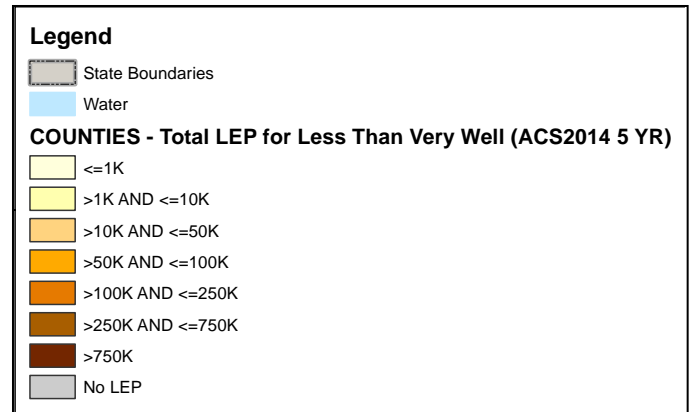 Legend
State Boundaries
Water
COUNTIES - Total LEP for Less Than Very Well (ACS2014 5 YR)
<=1K
>1K AND <=10K
>10K AND <=50K
>50K AND <=100K
>100K AND <=250K
>250K AND <=750K
>750K
No LEP